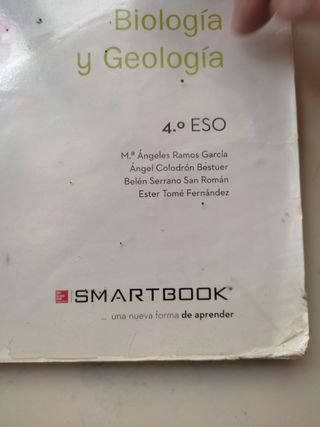 Biología
y Geología
4.º ESO
M.ª Ángeles Ramos García
Ángel Colodrón Bestuer
Belén Serrano San Román
Ester Tomé Fernández
SMARTBOOK®
... una nueva forma de aprender